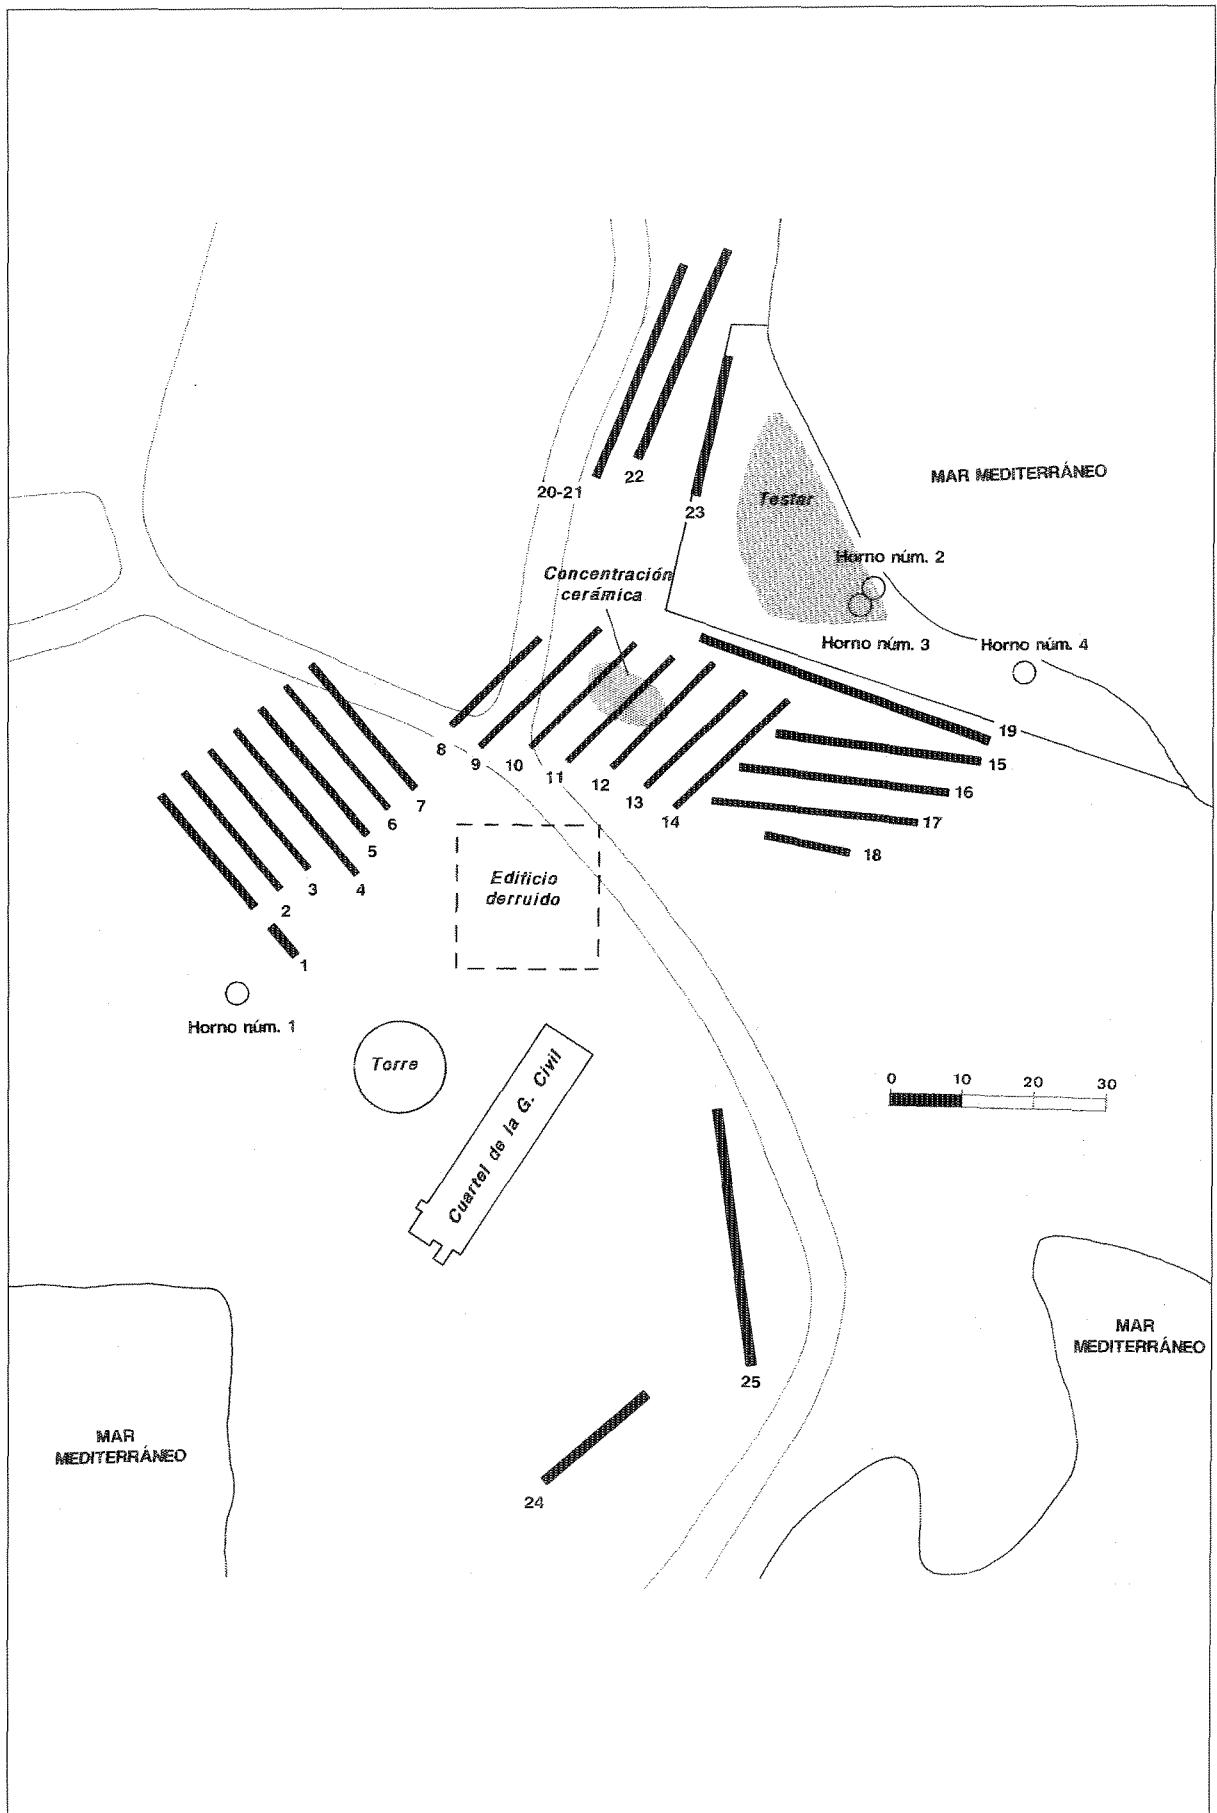 MAR MEDITERRÁNEO
22
20-21
23
Testar
Horno núm. 2
Concentración
cerámica
Horno núm. 3
Horno núm. 4
8
9
10
11
12
13
14
19
15
16
17
18
7
6
5
4
3
2
1
Edificio
derruido
Horno núm. 1
Torre
Cuartel de la G. Civil
0
10
20
30
MAR
MEDITERRÁNEO
25
MAR
MEDITERRÁNEO
24